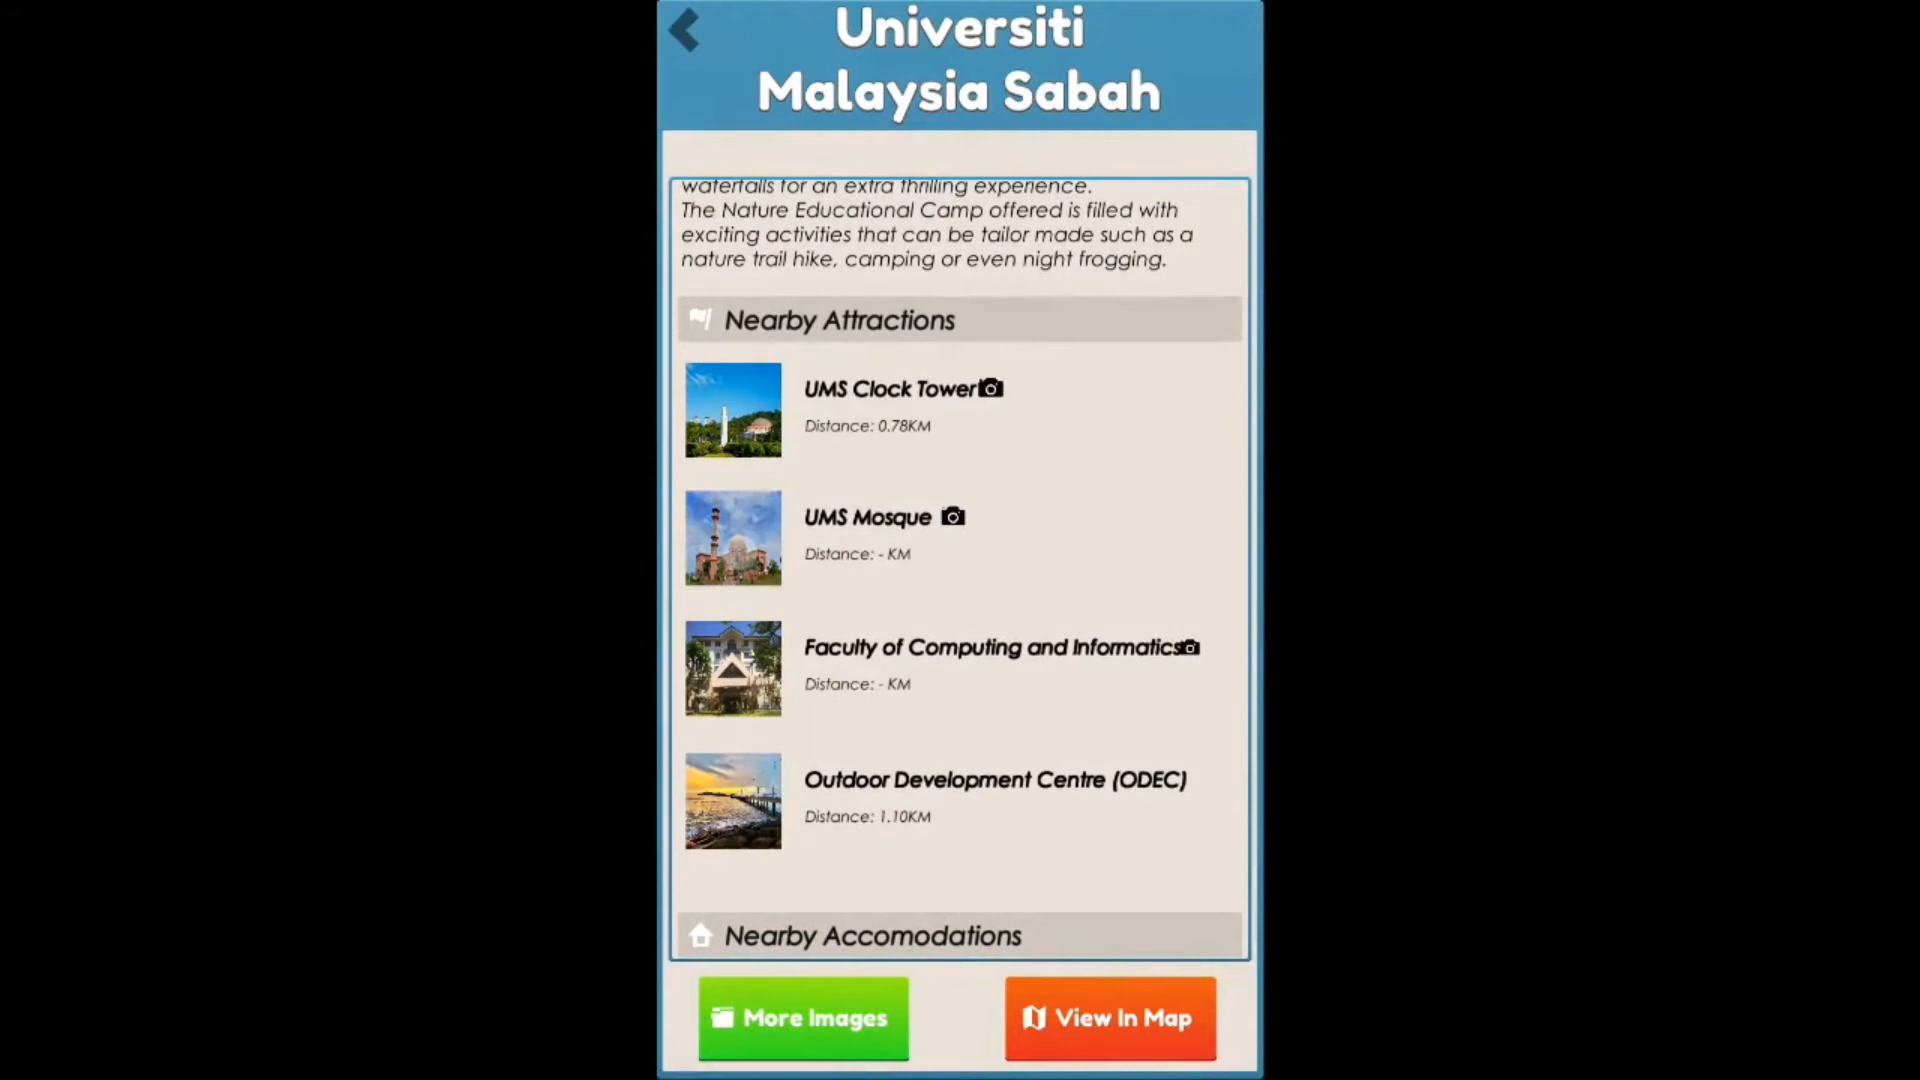 Universiti
Malaysia Sabah
waterfalls for an extra thrilling experience.
The Nature Educational Camp offered is filled with
exciting activities that can be tailor made such as a
nature trail hike, camping or even night frogging.
Nearby Attractions
UMS Clock Tower
Distance: 0.78KM
UMS Mosque
Distance: - KM
Faculty of Computing and Informatics
Distance: - KM
Outdoor Development Centre (ODEC)
Distance: 1.10KM
Nearby Accomodations
More Images
View In Map